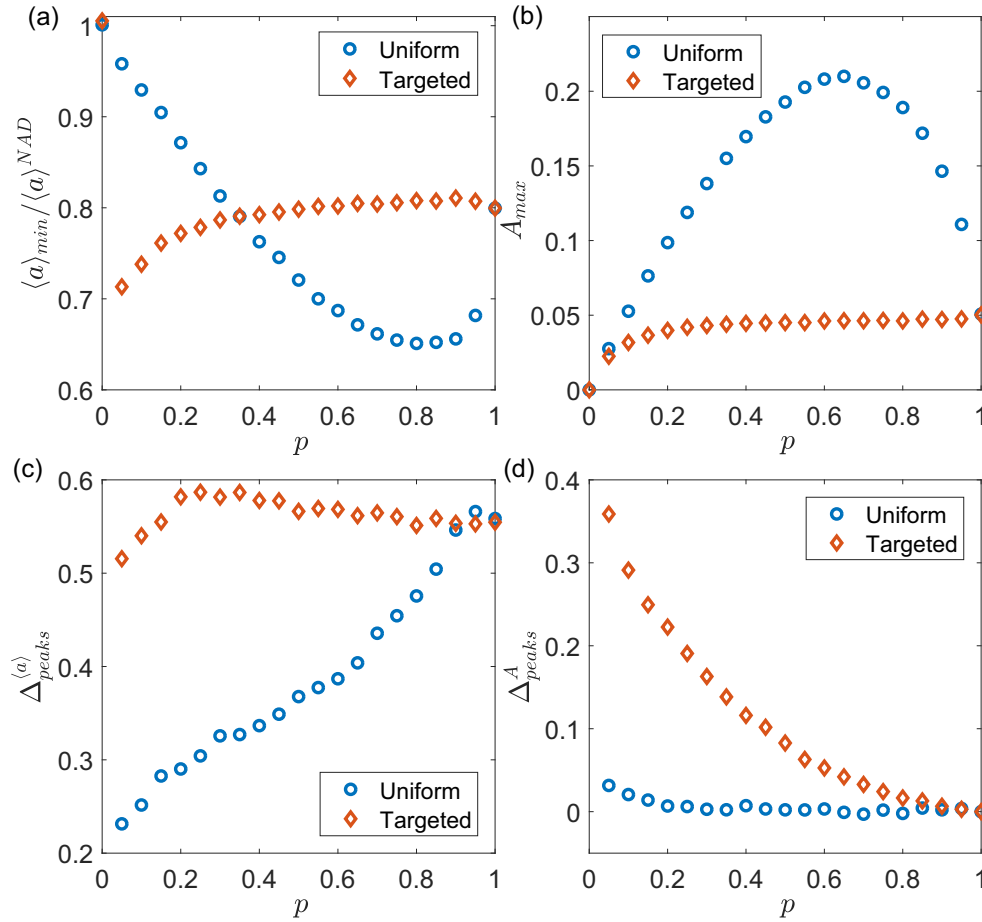 (a)
1
0.9
0.8
0.7
0.6
⟨a⟩min/⟨a⟩^NAD
Uniform
Targeted
0 0.2 0.4 0.6 0.8 1
p
(b)
0.2
0.15
0.1
0.05
0
A_max
Uniform
Targeted
0 0.2 0.4 0.6 0.8 1
p
(c)
0.6
0.5
0.4
0.3
0.2
Δ^⟨a⟩_peaks
Uniform
Targeted
0 0.2 0.4 0.6 0.8 1
p
(d)
0.4
0.3
0.2
0.1
0
Δ^A_peaks
Uniform
Targeted
0 0.2 0.4 0.6 0.8 1
p